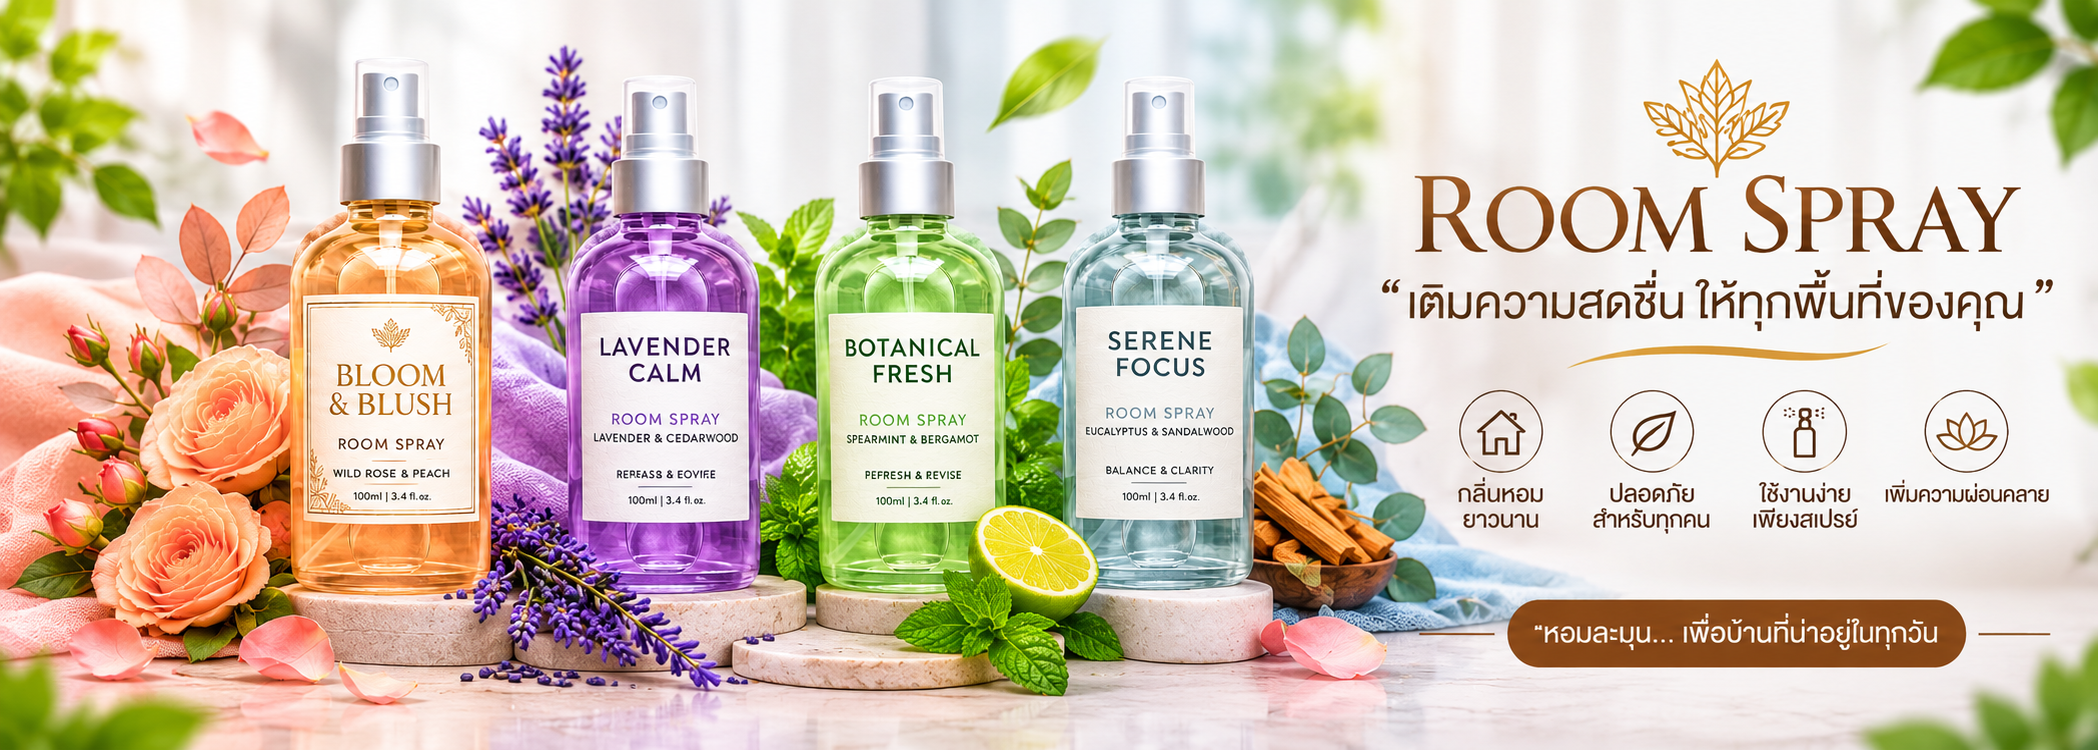 BLOOM
& BLUSH
ROOM SPRAY
WILD ROSE & PEACH
100ml | 3.4 fl.oz.
LAVENDER
CALM
ROOM SPRAY
LAVENDER & CEDARWOOD
100ml | 3.4 fl.oz.
BOTANICAL
FRESH
ROOM SPRAY
SPEARMINT & BERGAMOT
PEFRESH & REVISE
100ml | 3.4 fl.oz.
SERENE
FOCUS
ROOM SPRAY
EUCALYPTUS & SANDALWOOD
BALANCE & CLARITY
100ml | 3.4 fl.oz.
ROOM SPRAY
“ เติมความสดชื่น ให้ทุกพื้นที่ของคุณ ”
กลิ่นหอม
ยาวนาน
ปลอดภัย
สำหรับทุกคน
ใช้งานง่าย
เพียงสเปรย์
เพิ่มความผ่อนคลาย
“หอมละมุน... เพื่อบ้านที่น่าอยู่ในทุกวัน